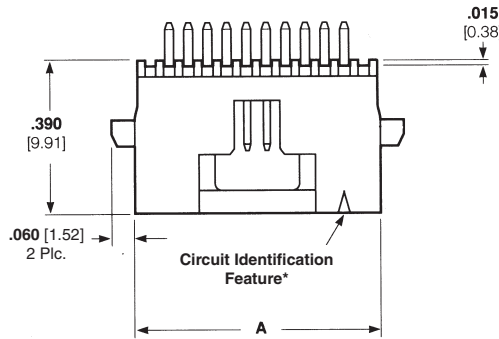 .015
[0.38
.390
[9.91]
.060 [1.52]
2 Plc.
Circuit Identification
Feature*
A